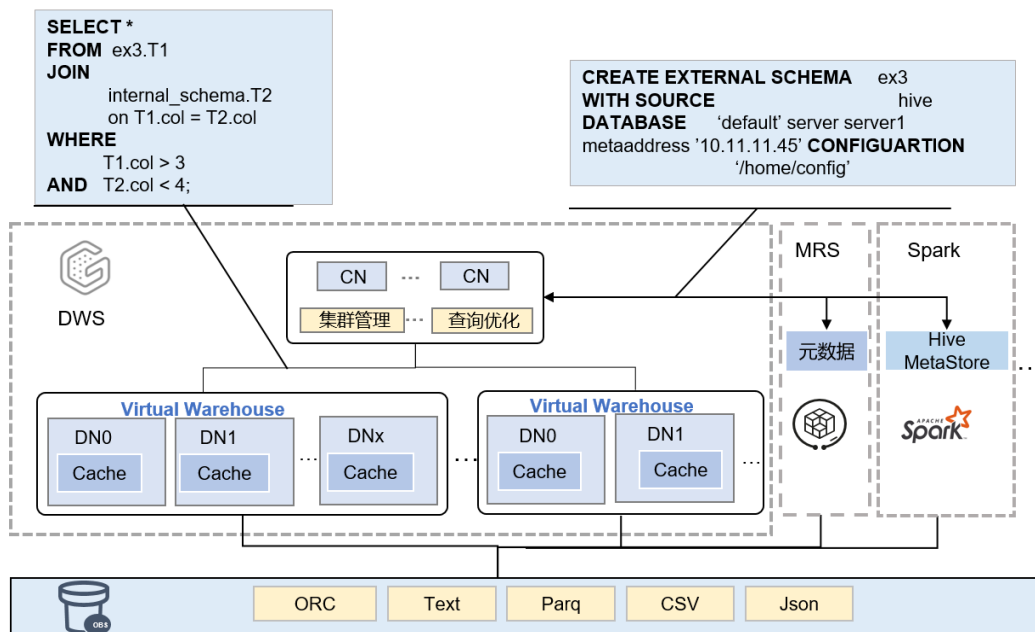 SELECT *
FROM ex3.T1
JOIN
internal_schema.T2
on T1.col = T2.col
WHERE
T1.col > 3
AND T2.col < 4;
CREATE EXTERNAL SCHEMA ex3
WITH SOURCE hive
DATABASE ‘default’ server server1
metaaddress ’10.11.11.45’ CONFIGUARTION
‘/home/config’
DWS
CN ... CN
集群管理 ... 查询优化
MRS
元数据
Spark
Hive
MetaStore
...
APACHE
Spark
Virtual Warehouse
DN0 DN1 ... DNx
Cache Cache Cache
...
Virtual Warehouse
DN0 DN1 ...
Cache Cache
OBS
ORC Text Parq CSV Json